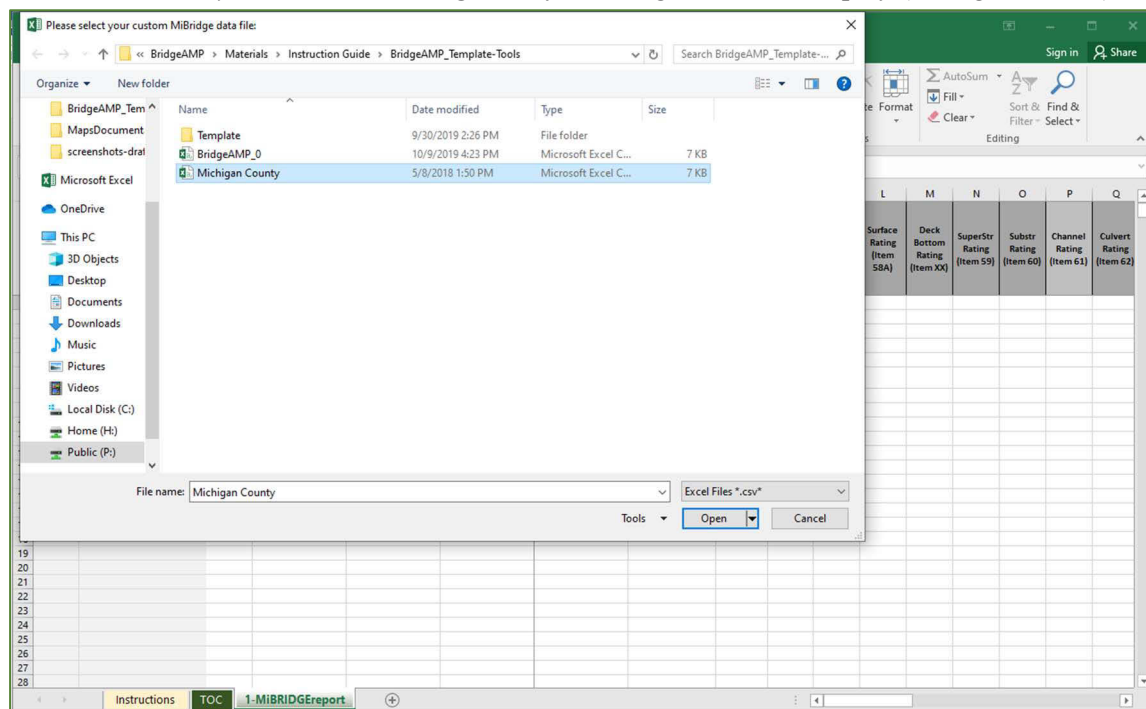 Please select your custom MiBridge data file:
« BridgeAMP > Materials > Instruction Guide > BridgeAMP_Template-Tools
Search BridgeAMP_Template-...
Sign in Share
Organize New folder
BridgeAMP_Tem
MapsDocument
screenshots-draf
Microsoft Excel
OneDrive
This PC
3D Objects
Desktop
Documents
Downloads
Music
Pictures
Videos
Local Disk (C:)
Home (H:)
Public (P:)
Name Date modified Type Size
Template 9/30/2019 2:26 PM File folder
BridgeAMP_0 10/9/2019 4:23 PM Microsoft Excel C... 7 KB
Michigan County 5/8/2018 1:50 PM Microsoft Excel C... 7 KB
File name: Michigan County Excel Files *.csv*
Tools Open Cancel
Format
AutoSum
Fill
Clear
Sort &
Filter
Find &
Select
Editing
L M N O P Q
Surface
Rating
(Item
58A)
Deck
Bottom
Rating
(Item XX)
SuperStr
Rating
(Item 59)
Substr
Rating
(Item 60)
Channel
Rating
(Item 61)
Culvert
Rating
(Item 62)
19
20
21
22
23
24
25
26
27
28
Instructions TOC 1-MiBRIDGEreport